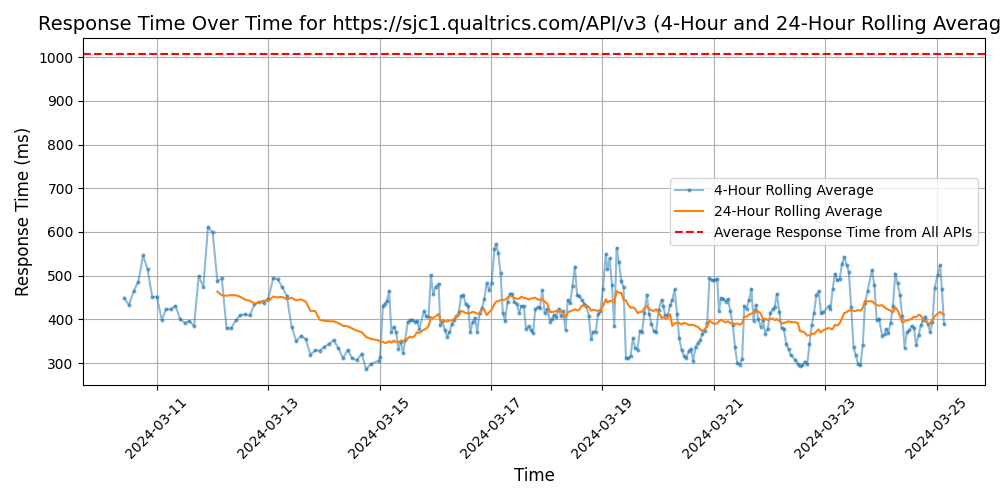 Response Time Over Time for https://sjc1.qualtrics.com/API/v3 (4-Hour and 24-Hour Rolling Averag
1000
900
800
700
600
500
400
300
Response Time (ms)
4-Hour Rolling Average
24-Hour Rolling Average
Average Response Time from All APIs
2024-03-11
2024-03-13
2024-03-15
2024-03-17
2024-03-19
2024-03-21
2024-03-23
2024-03-25
Time